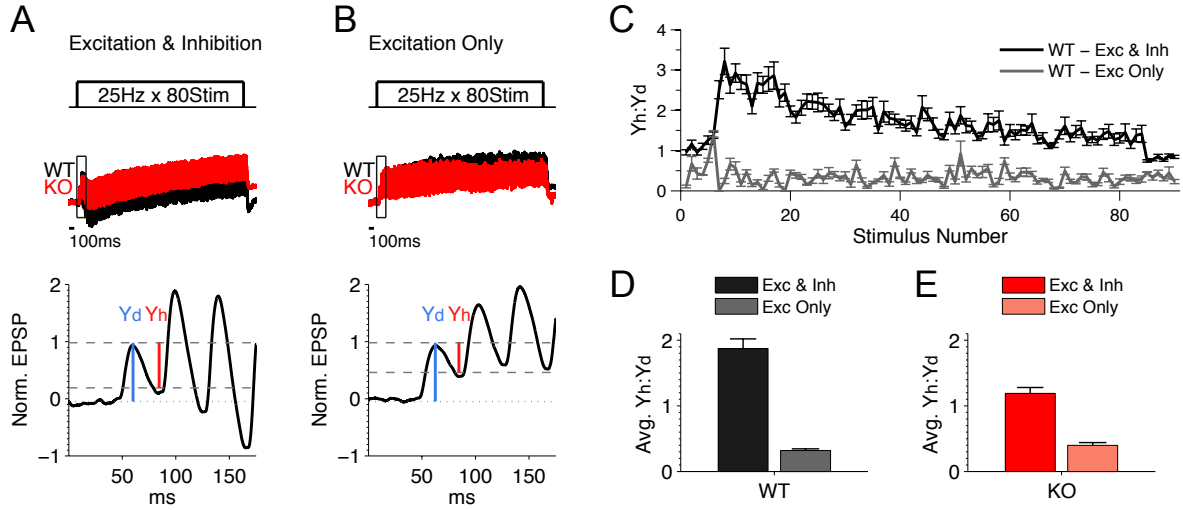 A
Excitation & Inhibition
25Hz x 80Stim
WT
KO
100ms
2
1
0
−1
Norm. EPSP
Yd Yh
50 100 150
ms
B
Excitation Only
25Hz x 80Stim
WT
KO
100ms
2
1
0
−1
Norm. EPSP
Yd Yh
50 100 150
ms
C
4
3
2
1
0
Yh:Yd
WT − Exc & Inh
WT − Exc Only
0 20 40 60 80
Stimulus Number
D
Exc & Inh
Exc Only
2
1
0
Avg. Yh:Yd
WT
E
Exc & Inh
Exc Only
2
1
0
Avg. Yh:Yd
KO